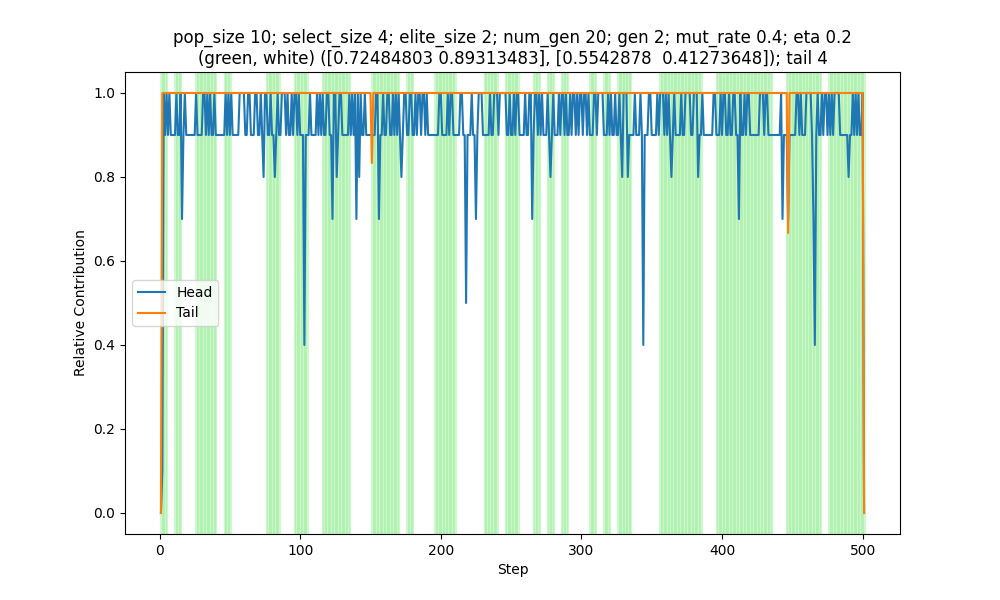 pop_size 10; select_size 4; elite_size 2; num_gen 20; gen 2; mut_rate 0.4; eta 0.2
(green, white) ([0.72484803 0.89313483], [0.5542878  0.41273648]); tail 4
1.0
0.8
0.6
0.4
0.2
0.0
Relative Contribution
Head
Tail
0
100
200
300
400
500
Step